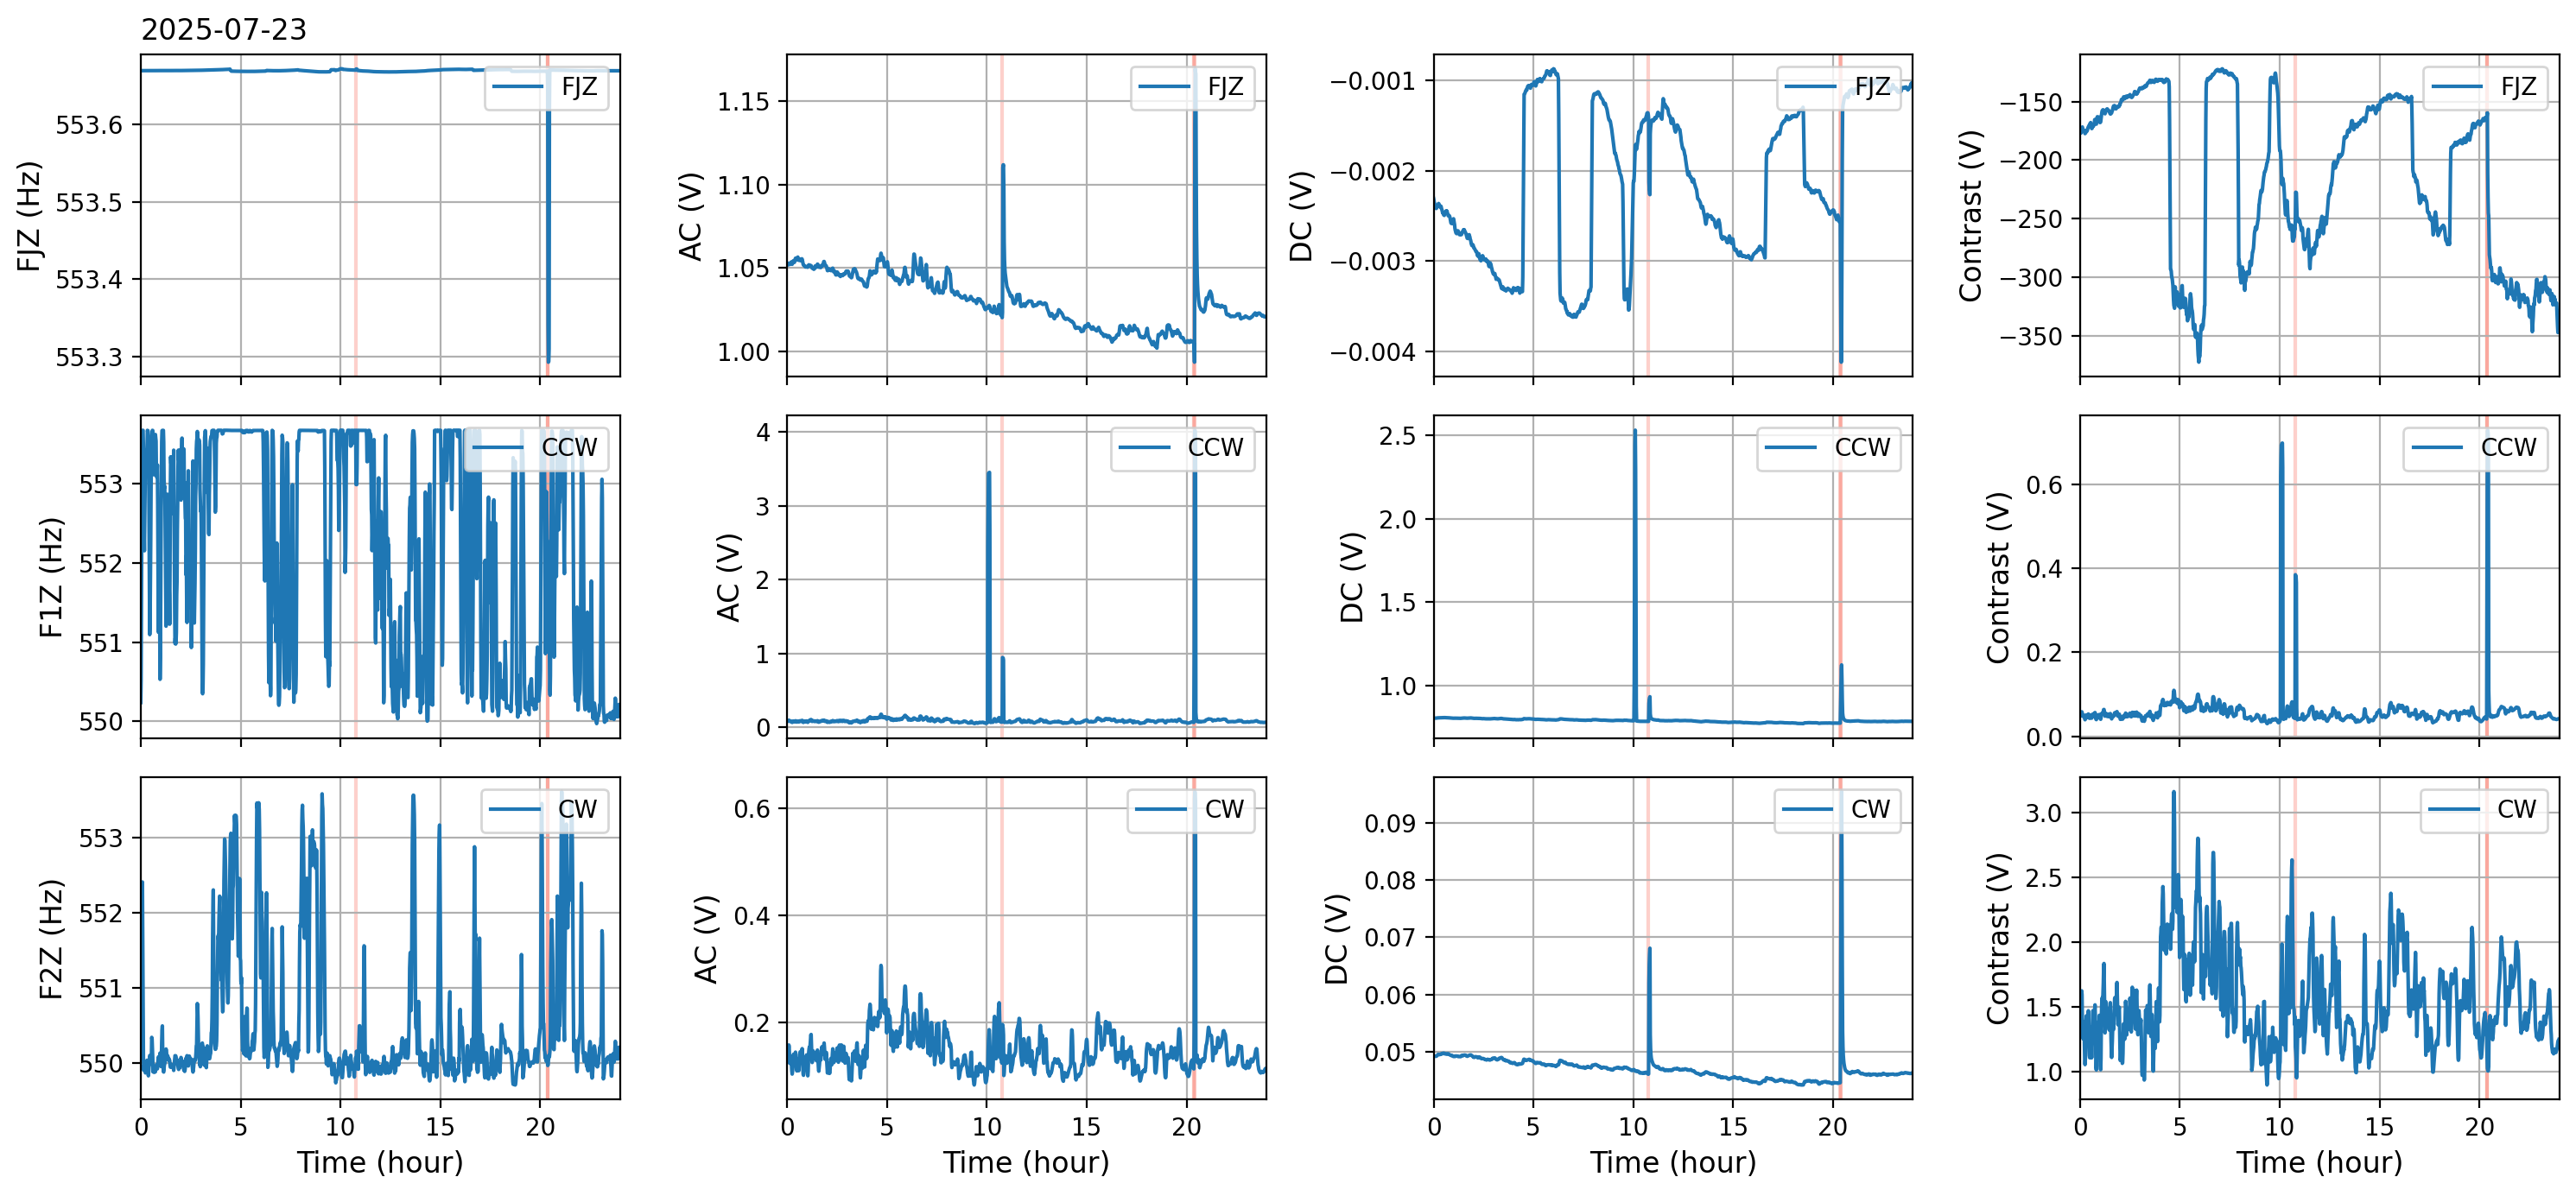 2025-07-23
FJZ (Hz)
553.6
553.5
553.4
553.3
FJZ
AC (V)
1.15
1.10
1.05
1.00
FJZ
DC (V)
−0.001
−0.002
−0.003
−0.004
FJZ
Contrast (V)
−150
−200
−250
−300
−350
FJZ
F1Z (Hz)
553
552
551
550
CCW
AC (V)
4
3
2
1
0
CCW
DC (V)
2.5
2.0
1.5
1.0
CCW
Contrast (V)
0.6
0.4
0.2
0.0
CCW
F2Z (Hz)
553
552
551
550
CW
0 5 10 15 20
Time (hour)
AC (V)
0.6
0.4
0.2
CW
0 5 10 15 20
Time (hour)
DC (V)
0.09
0.08
0.07
0.06
0.05
CW
0 5 10 15 20
Time (hour)
Contrast (V)
3.0
2.5
2.0
1.5
1.0
CW
0 5 10 15 20
Time (hour)